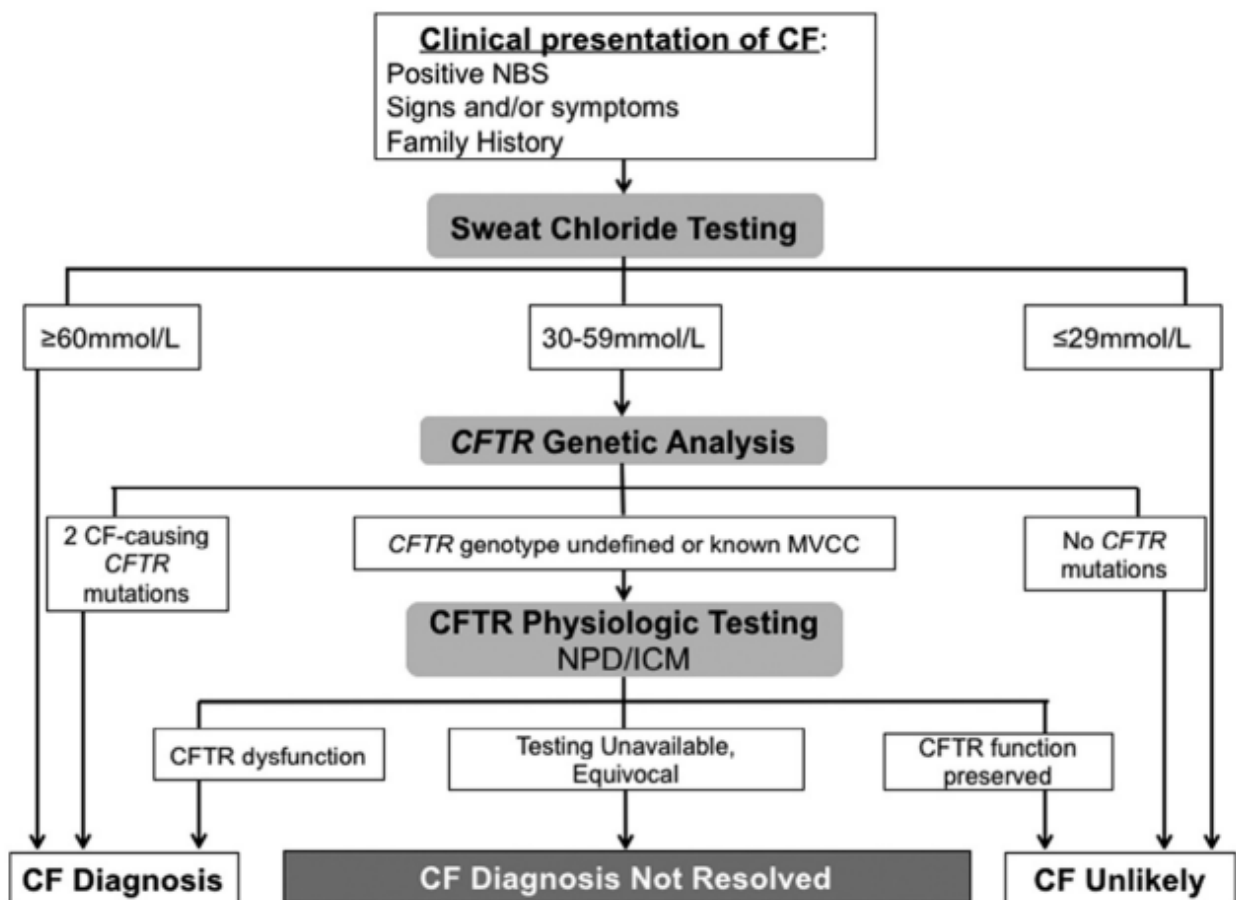 Clinical presentation of CF:
Positive NBS
Signs and/or symptoms
Family History
Sweat Chloride Testing
≥60mmol/L
30-59mmol/L
≤29mmol/L
CFTR Genetic Analysis
2 CF-causing
CFTR
mutations
CFTR genotype undefined or known MVCC
No CFTR
mutations
CFTR Physiologic Testing
NPD/ICM
CFTR dysfunction
Testing Unavailable,
Equivocal
CFTR function
preserved
CF Diagnosis
CF Diagnosis Not Resolved
CF Unlikely